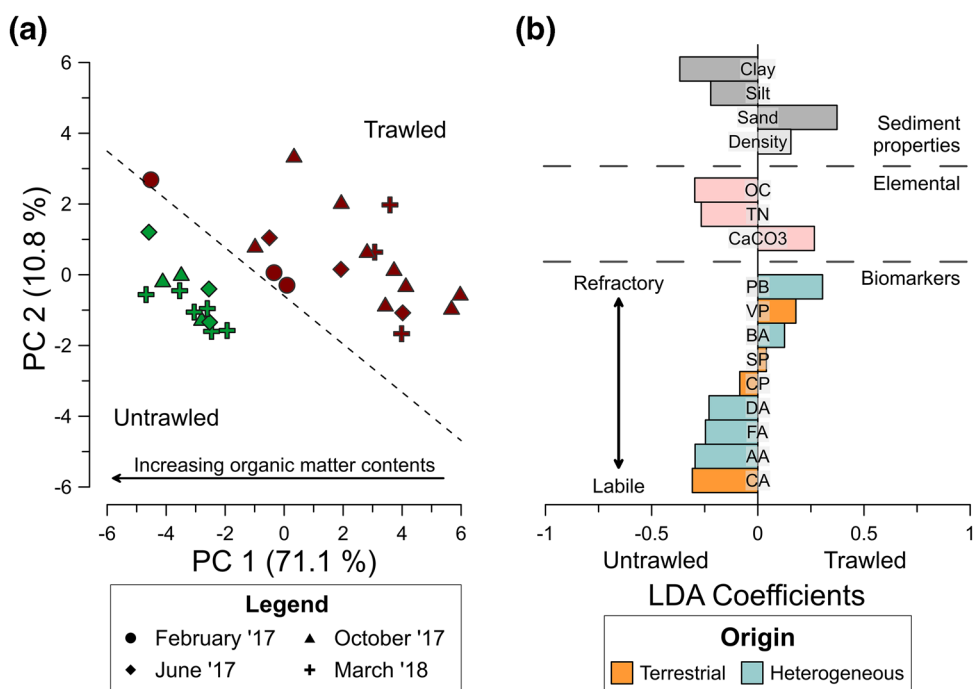 (a)
6
4
2
0
-2
-4
-6
PC 2 (10.8 %)
Trawled
Untrawled
Increasing organic matter contents
-6 -4 -2 0 2 4 6
PC 1 (71.1 %)
Legend
February '17
October '17
June '17
March '18
(b)
Clay
Silt
Sand
Density
Sediment
properties
Elemental
OC
TN
CaCO3
Biomarkers
Refractory
Labile
PB
VP
BA
SP
CP
DA
FA
AA
CA
-1 -0.5 0 0.5 1
Untrawled Trawled
LDA Coefficients
Origin
Terrestrial
Heterogeneous